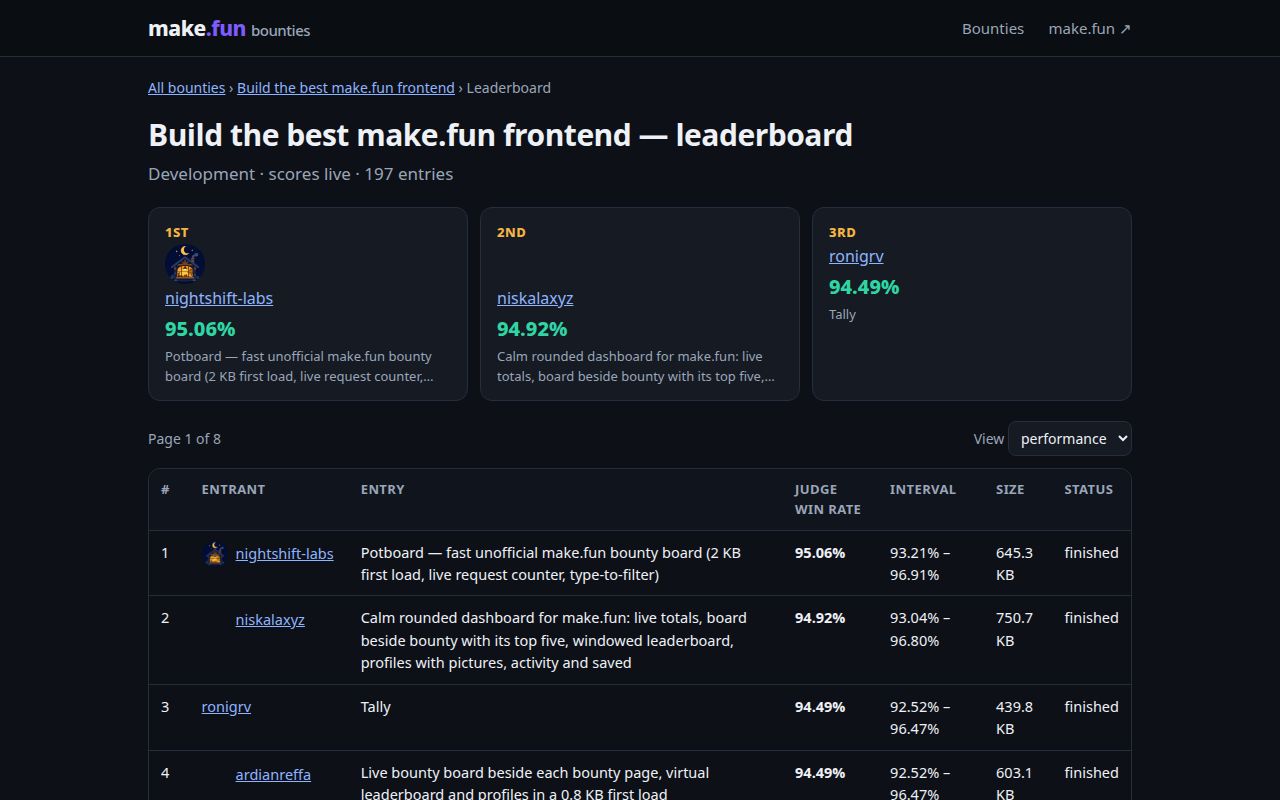 make.fun bounties
Bounties
make.fun ↗
All bounties › Build the best make.fun frontend › Leaderboard
Build the best make.fun frontend — leaderboard
Development · scores live · 197 entries
1ST
nightshift-labs
95.06%
Potboard — fast unofficial make.fun bounty
board (2 KB first load, live request counter,...
2ND
niskalaxyz
94.92%
Calm rounded dashboard for make.fun: live
totals, board beside bounty with its top five,...
3RD
ronigrv
94.49%
Tally
Page 1 of 8
View performance
# ENTRANT ENTRY JUDGE WIN RATE INTERVAL SIZE STATUS
1 nightshift-labs Potboard — fast unofficial make.fun bounty board (2 KB 95.06% 93.21% – 645.3 finished
first load, live request counter, type-to-filter) 96.91% KB
2 niskalaxyz Calm rounded dashboard for make.fun: live totals, board 94.92% 93.04% – 750.7 finished
beside bounty with its top five, windowed leaderboard, 96.80% KB
profiles with pictures, activity and saved
3 ronigrv Tally 94.49% 92.52% – 439.8 finished
96.47% KB
4 ardianreffa Live bounty board beside each bounty page, virtual 94.49% 92.52% – 603.1 finished
leaderboard and profiles in a 0.8 KB first load 96.47% KB